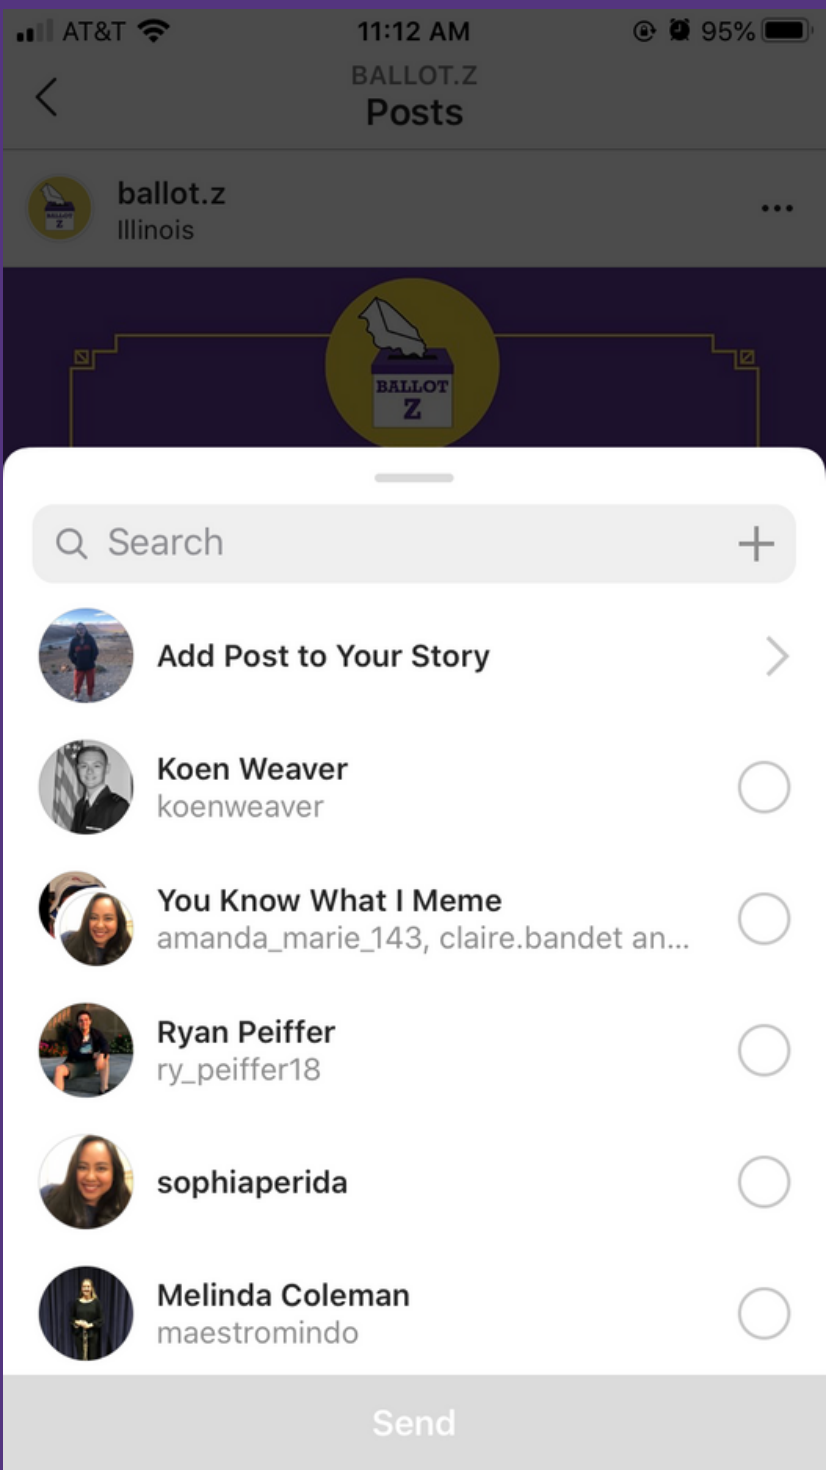 AT&T 11:12 AM 95%
BALLOT.Z
Posts
BALLOT
Z
ballot.z
Illinois
BALLOT
Z
Search
Add Post to Your Story
Koen Weaver
koenweaver
You Know What I Meme
amanda_marie_143, claire.bandet an...
Ryan Peiffer
ry_peiffer18
sophiaperida
Melinda Coleman
maestromindo
Send